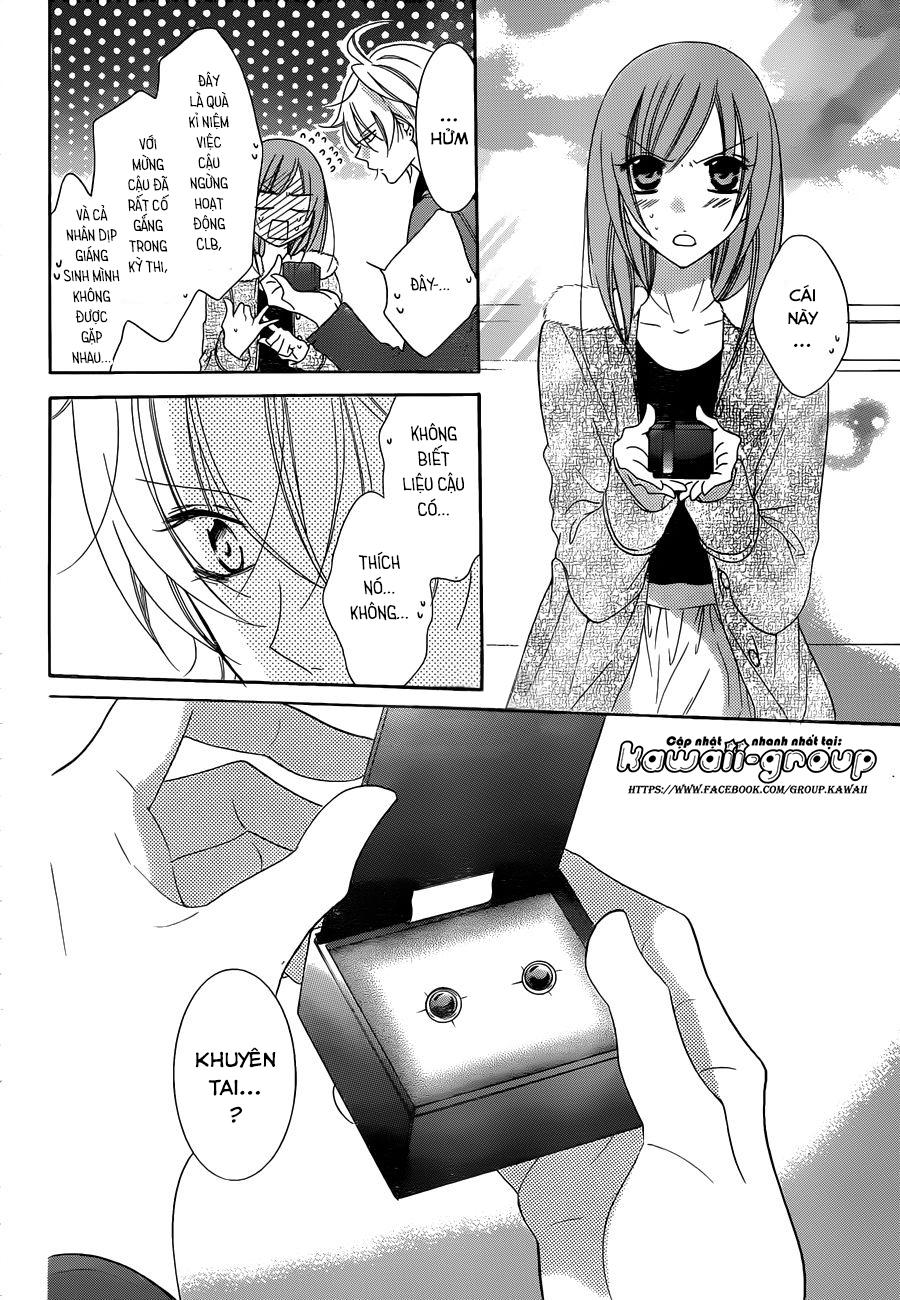 CÁI
NÀY
...
...
HỬM
ĐÂY-...
ĐÂY
LÀ QUÀ
KỈ NIỆM
VIỆC
CẬU
NGỪNG
HOẠT
ĐỘNG
CLB,
VỚI
MỪNG
CẬU ĐÃ
RẤT CỐ
GẮNG
TRONG
KỲ THI,
VÀ CẢ
NHÂN DỊP
GIÁNG
SINH MÌNH
KHÔNG
ĐƯỢC
GẶP
NHAU...
KHÔNG
BIẾT
LIỆU CẬU
CÓ...
THÍCH
NÓ...
KHÔNG...
Cập nhật nhanh nhất tại:
kawaii-group
HTTPS://WWW.FACEBOOK.COM/GROUP.KAWAII
KHUYÊN
TAI...
?